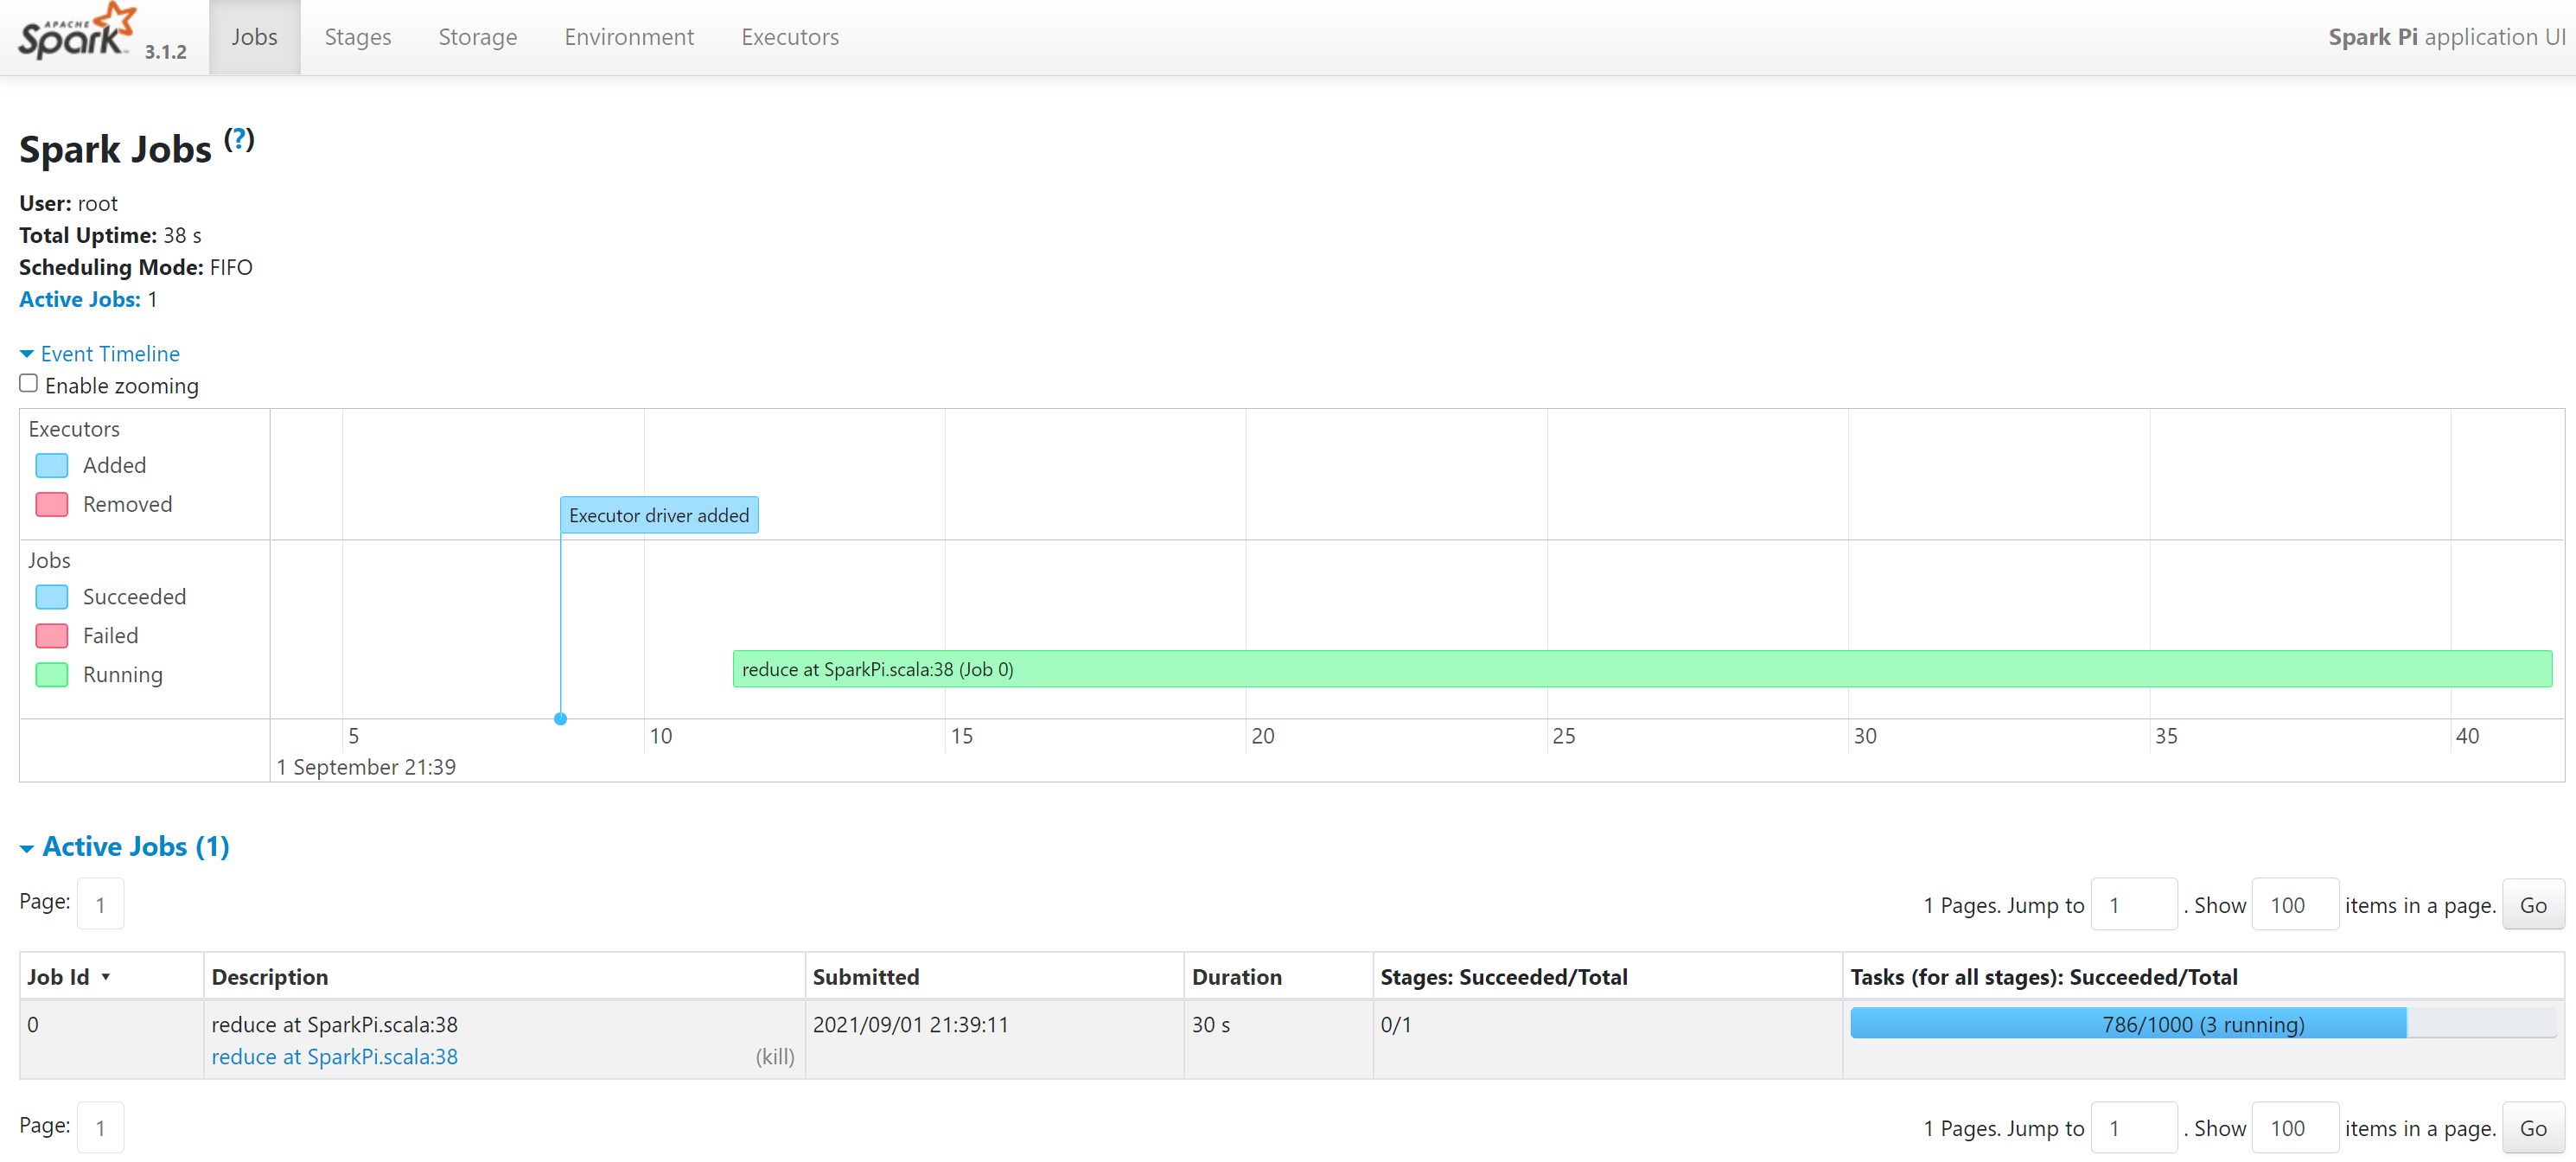 APACHE
Spark 3.1.2 Jobs Stages Storage Environment Executors Spark Pi application UI
Spark Jobs (?)
User: root
Total Uptime: 38 s
Scheduling Mode: FIFO
Active Jobs: 1
Event Timeline
Enable zooming
Executors
Added
Removed
Executor driver added
Jobs
Succeeded
Failed
Running
reduce at SparkPi.scala:38 (Job 0)
5 10 15 20 25 30 35 40
1 September 21:39
Active Jobs (1)
Page: 1 1 Pages. Jump to 1 . Show 100 items in a page. Go
Job Id Description Submitted Duration Stages: Succeeded/Total Tasks (for all stages): Succeeded/Total
0 reduce at SparkPi.scala:38 2021/09/01 21:39:11 30 s 0/1 786/1000 (3 running)
reduce at SparkPi.scala:38 (kill)
Page: 1 1 Pages. Jump to 1 . Show 100 items in a page. Go